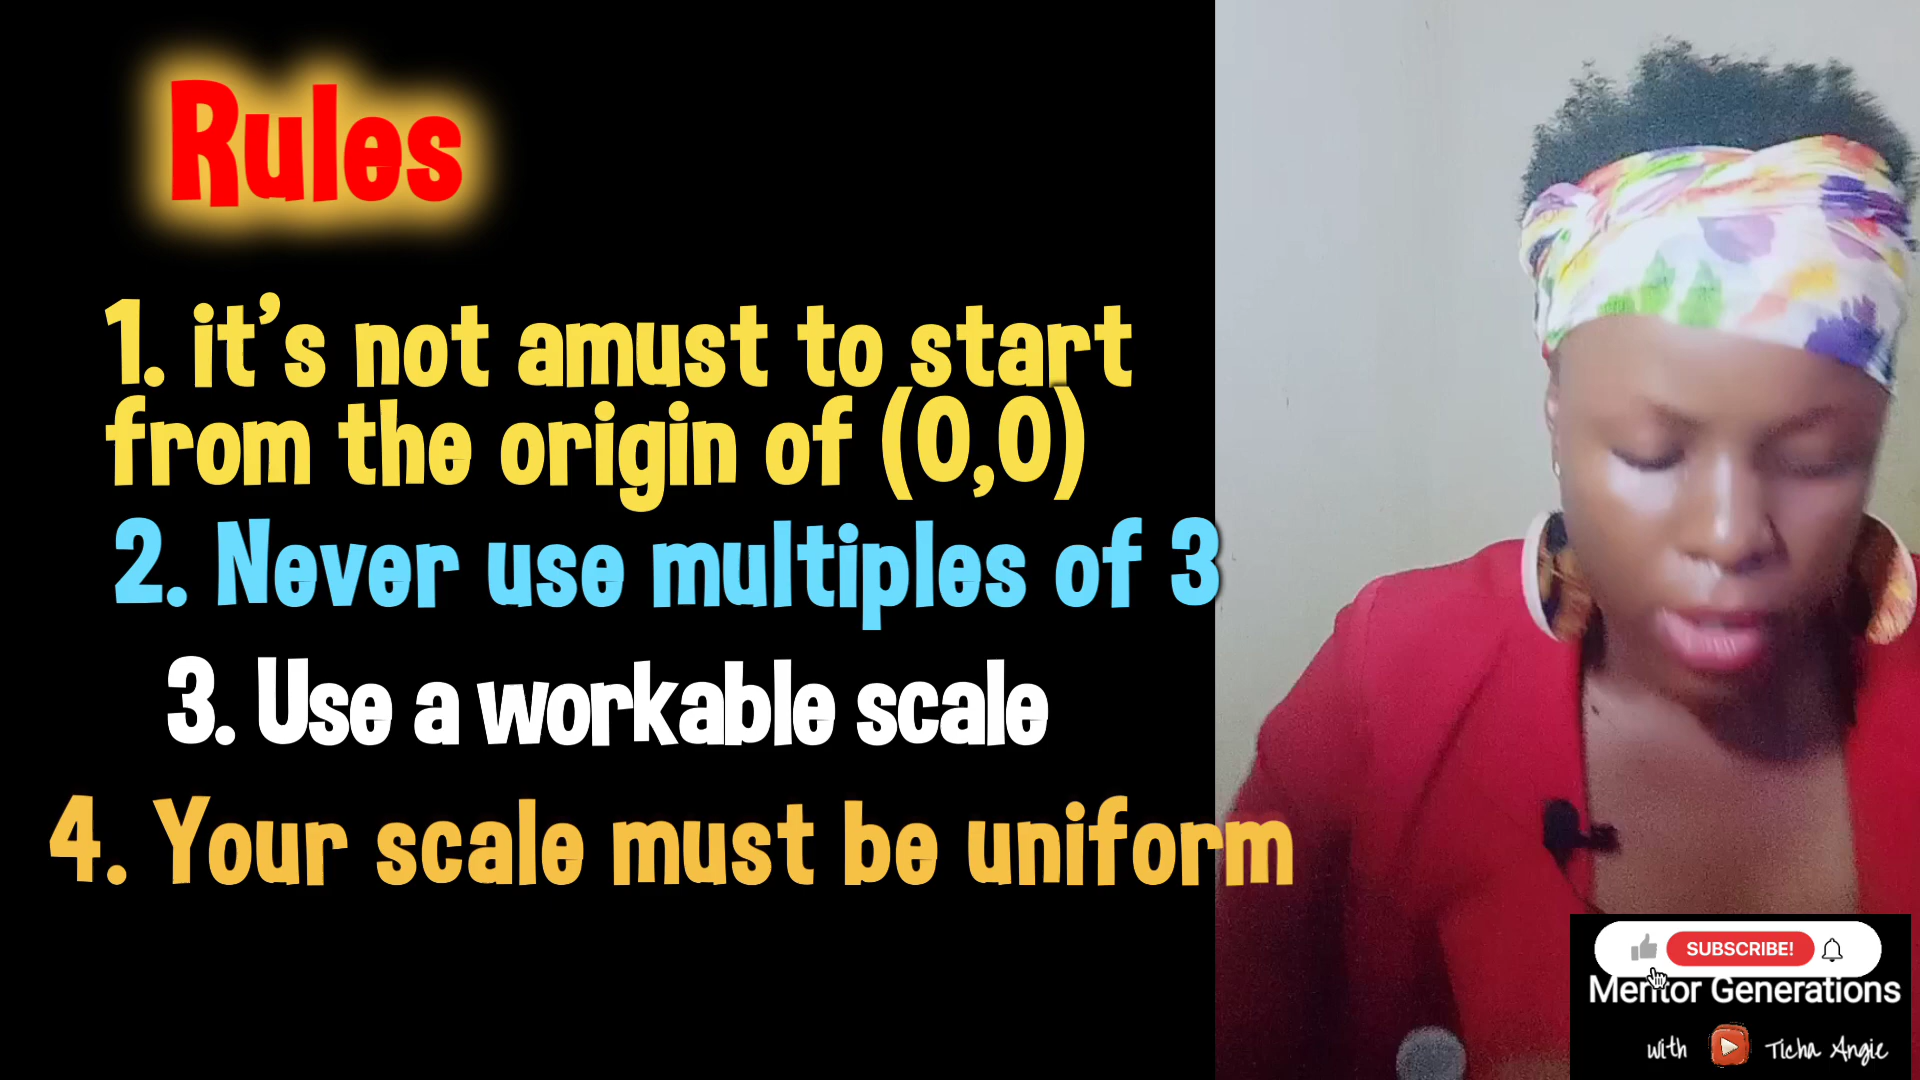 Rules
1. it's not amust to start
from the origin of (0,0)
2. Never use multiples of 3
3. Use a workable scale
4. Your scale must be uniform
SUBSCRIBE!
Mentor Generations
with Ticha Angie